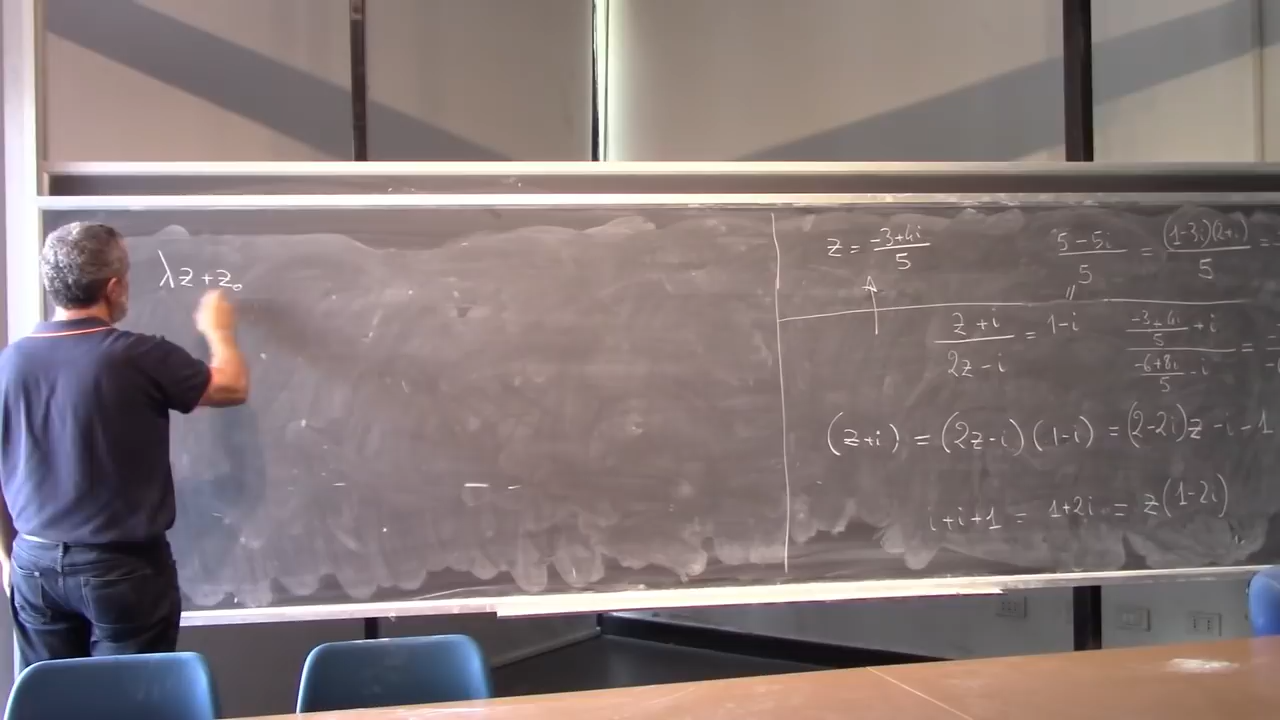 λz+z₀
z = (-3+4i)/5
(5-5i)/5 = ((1-3i)(2+i))/5 =
(z+i)/(2z-i) = 1-i
((-3+4i)/5 + i)/((-6+8i)/5 - i) =
(z+i) = (2z-i)(1-i) = (2-2i)z-i-1
i+i+1 = 1+2i = z(1-2i)